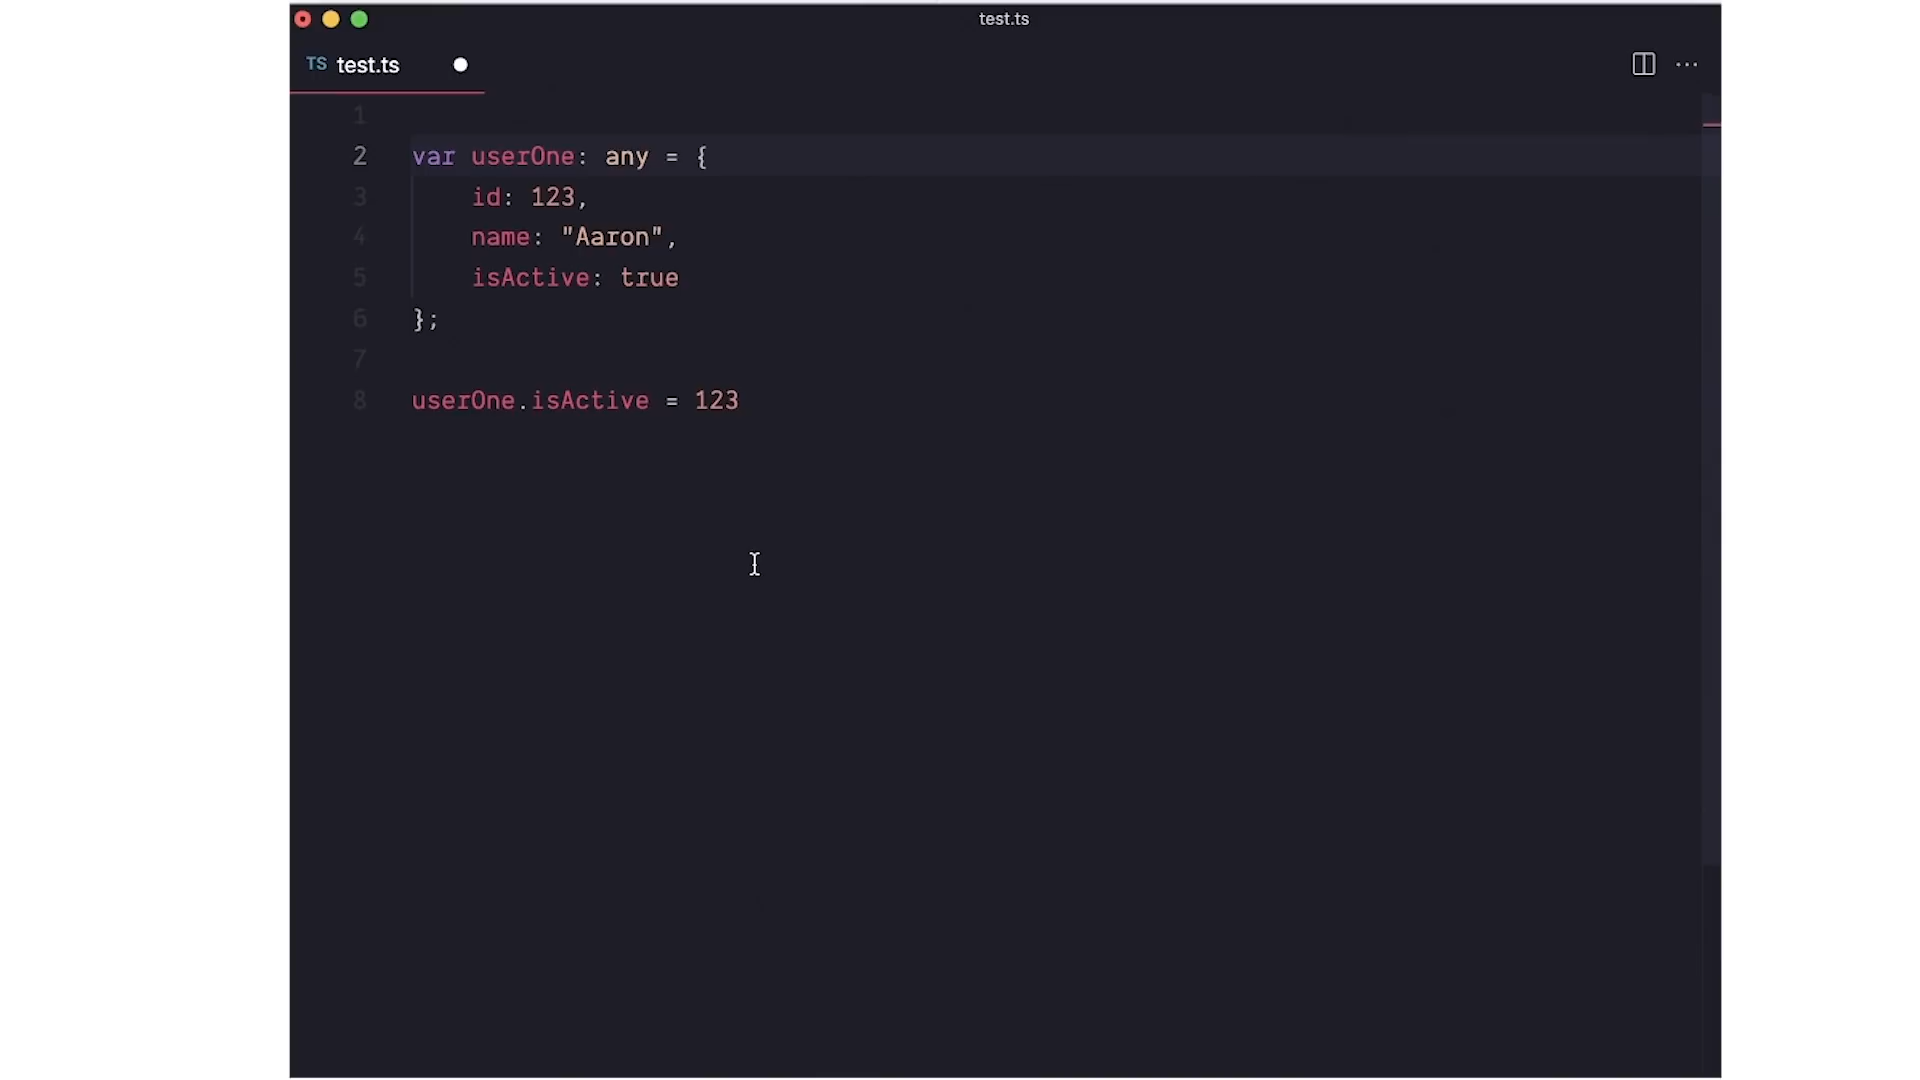 test.ts
TS test.ts
1
2 var userOne: any = {
3     id: 123,
4     name: "Aaron",
5     isActive: true
6 };
7
8 userOne.isActive = 123